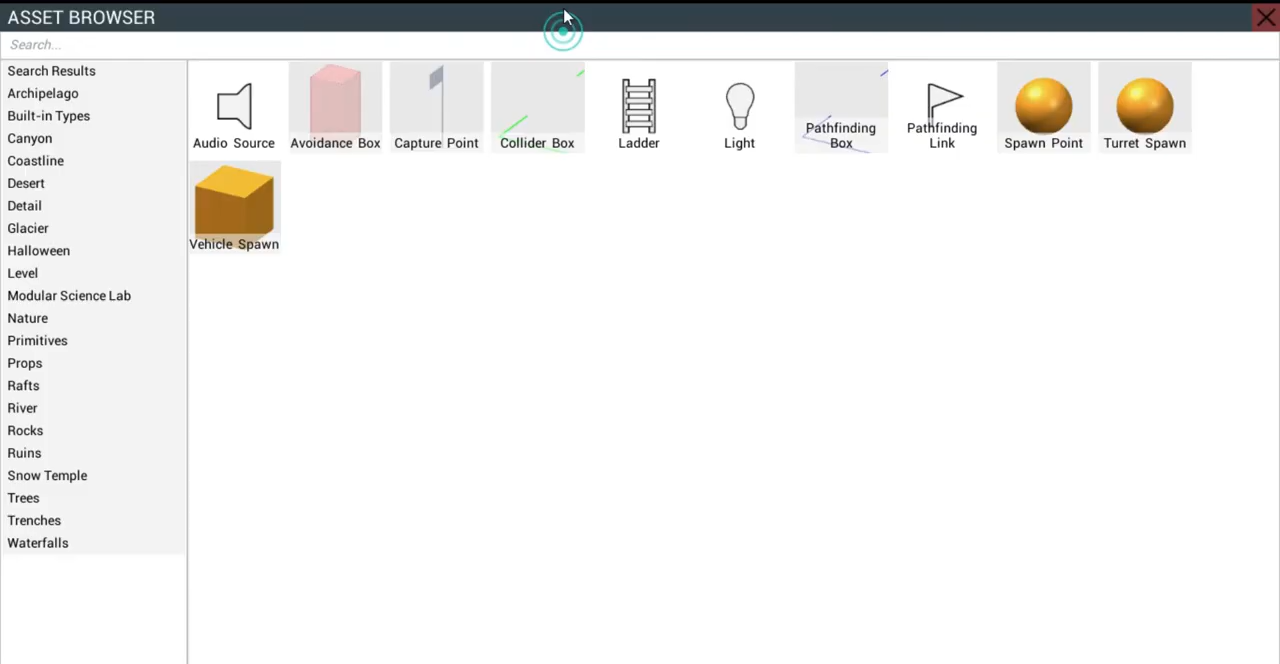 ASSET BROWSER
Search...
Search Results
Archipelago
Built-in Types
Canyon
Coastline
Desert
Detail
Glacier
Halloween
Level
Modular Science Lab
Nature
Primitives
Props
Rafts
River
Rocks
Ruins
Snow Temple
Trees
Trenches
Waterfalls
Audio Source
Avoidance Box
Capture Point
Collider Box
Ladder
Light
Pathfinding
Box
Pathfinding
Link
Spawn Point
Turret Spawn
Vehicle Spawn